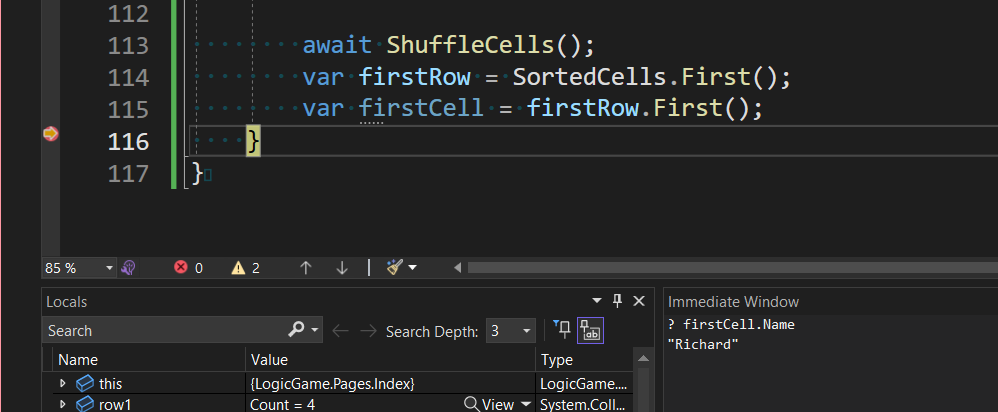 112
113 await ShuffleCells();
114 var firstRow = SortedCells.First();
115 var firstCell = firstRow.First();
116 }
117 }
85 % 0 2
Locals
Search Search Depth: 3
Name Value Type
this {LogicGame.Pages.Index} LogicGame....
row1 Count = 4 View System.Coll...
Immediate Window
? firstCell.Name
"Richard"